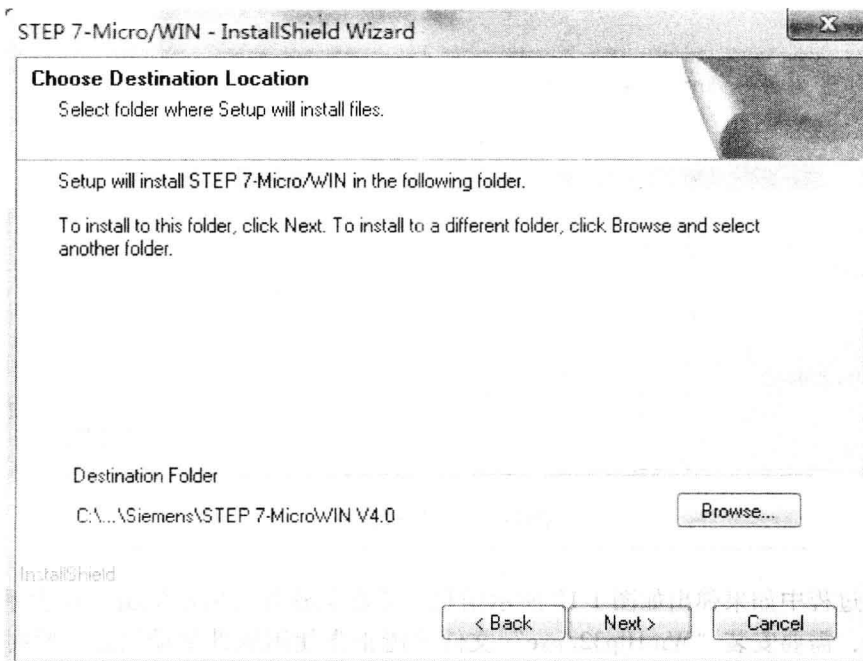 STEP 7-Micro/WIN - InstallShield Wizard
Choose Destination Location
Select folder where Setup will install files.
Setup will install STEP 7-Micro/WIN in the following folder.
To install to this folder, click Next. To install to a different folder, click Browse and select
another folder.
Destination Folder
C:\...\Siemens\STEP 7-MicroWIN V4.0
Browse...
InstallShield
< Back
Next >
Cancel